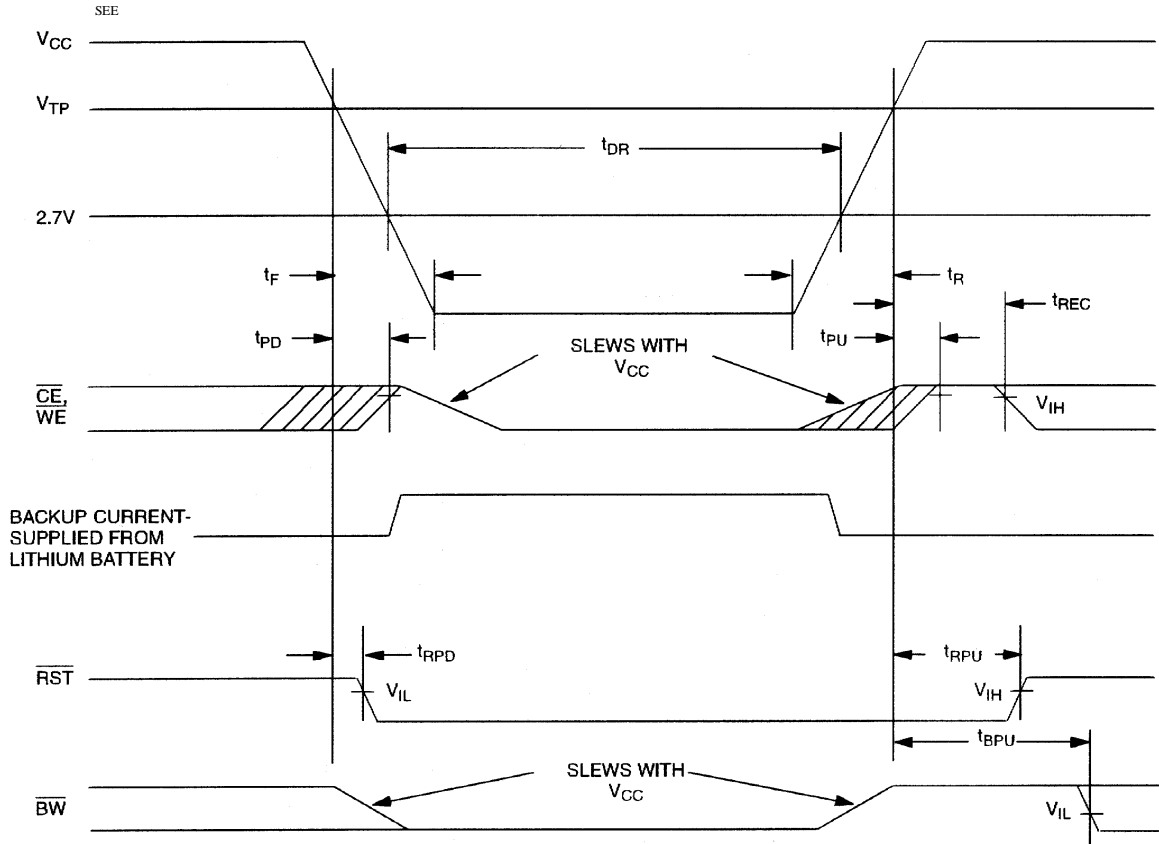 SEE
VCC
VTP
tDR
2.7V
tF
tR
tREC
tPD
tPU
SLEWS WITH
VCC
CE,
WE
VIH
BACKUP CURRENT-
SUPPLIED FROM
LITHIUM BATTERY
tRPD
tRPU
RST
VIL
VIH
tBPU
SLEWS WITH
VCC
BW
VIL